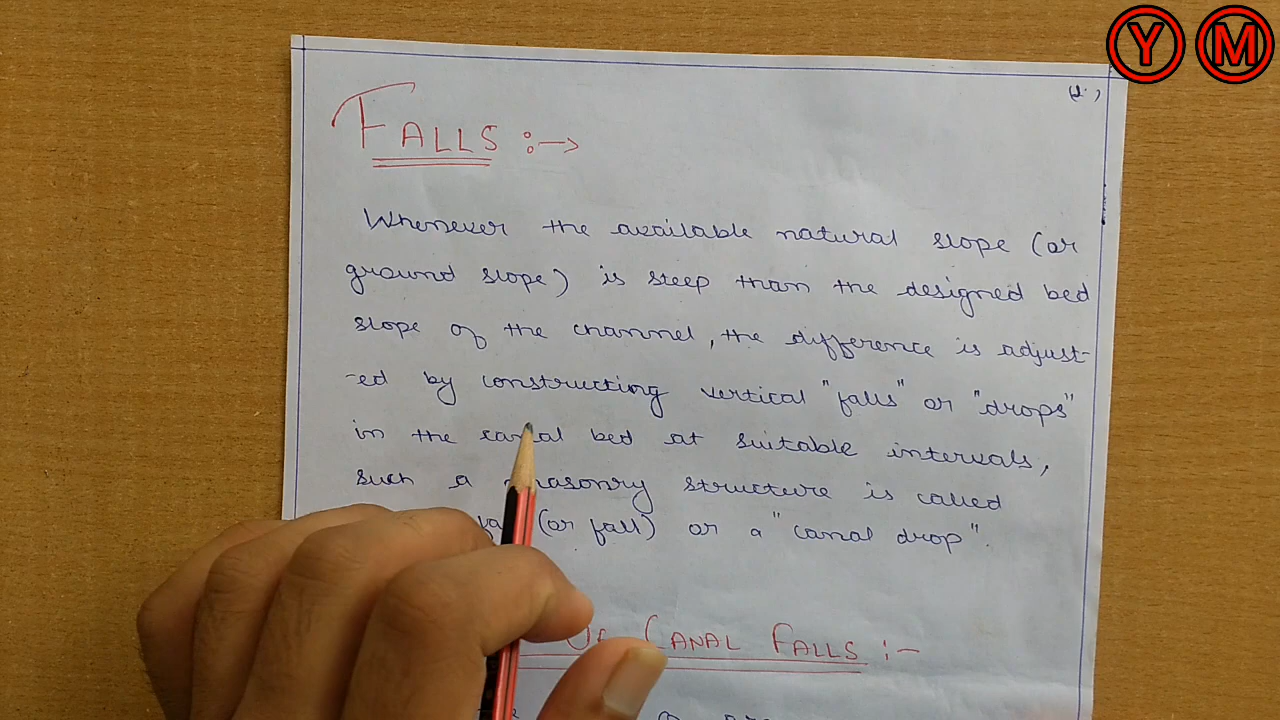 Y M
FALLS :→
Whenever the available natural slope (or
ground slope) is steep than the designed bed
slope of the channel, the difference is adjust-
-ed by constructing vertical "falls" or "drops"
in the canal bed at suitable intervals,
such a masonry structure is called
(or fall) or a "canal drop".
Of CANAL FALLS :-